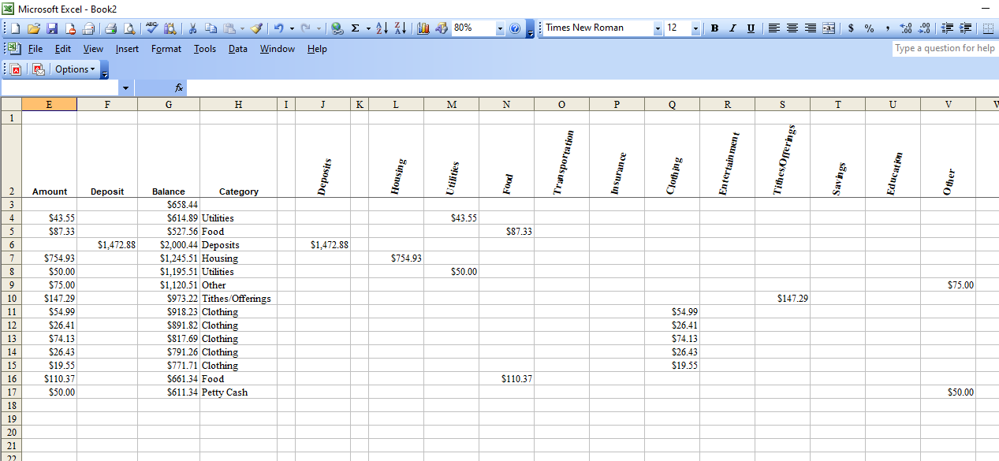 Microsoft Excel - Book2
ABC Σ A Z Z A 80% Times New Roman 12 B I U $ % ,
File Edit View Insert Format Tools Data Window Help Type a question for help
Options
fx
E F G H I J K L M N O P Q R S T U V
1
2 Amount Deposit Balance Category Deposits Housing Utilities Food Transportation Insurance Clothing Entertainment Tithes/Offerings Savings Education Other
3 $658.44
4 $43.55 $614.89 Utilities $43.55
5 $87.33 $527.56 Food $87.33
6 $1,472.88 $2,000.44 Deposits $1,472.88
7 $754.93 $1,245.51 Housing $754.93
8 $50.00 $1,195.51 Utilities $50.00
9 $75.00 $1,120.51 Other $75.00
10 $147.29 $973.22 Tithes/Offerings $147.29
11 $54.99 $918.23 Clothing $54.99
12 $26.41 $891.82 Clothing $26.41
13 $74.13 $817.69 Clothing $74.13
14 $26.43 $791.26 Clothing $26.43
15 $19.55 $771.71 Clothing $19.55
16 $110.37 $661.34 Food $110.37
17 $50.00 $611.34 Petty Cash $50.00
18
19
20
21
22